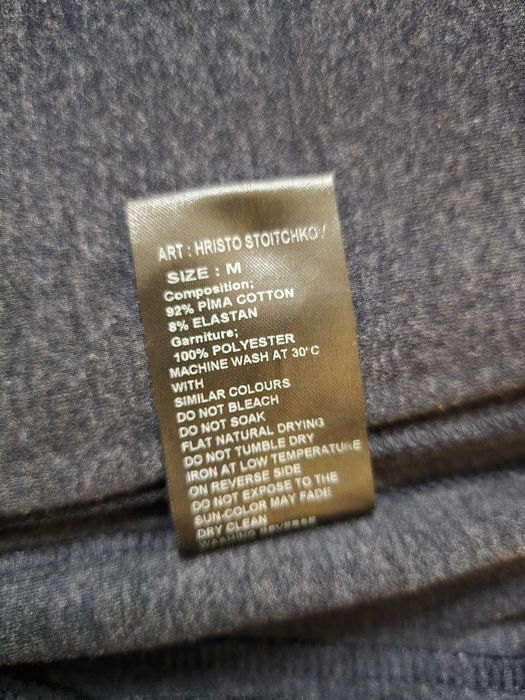 ART : HRISTO STOITCHKOV
SIZE : M
Composition:
92% PIMA COTTON
8% ELASTAN
Garniture;
100% POLYESTER
MACHINE WASH AT 30°C
WITH
SIMILAR COLOURS
DO NOT BLEACH
DO NOT SOAK
FLAT NATURAL DRYING
DO NOT TUMBLE DRY
IRON AT LOW TEMPERATURE
ON REVERSE SIDE
DO NOT EXPOSE TO THE
SUN-COLOR MAY FADE
DRY CLEAN
WASHING REVERSE